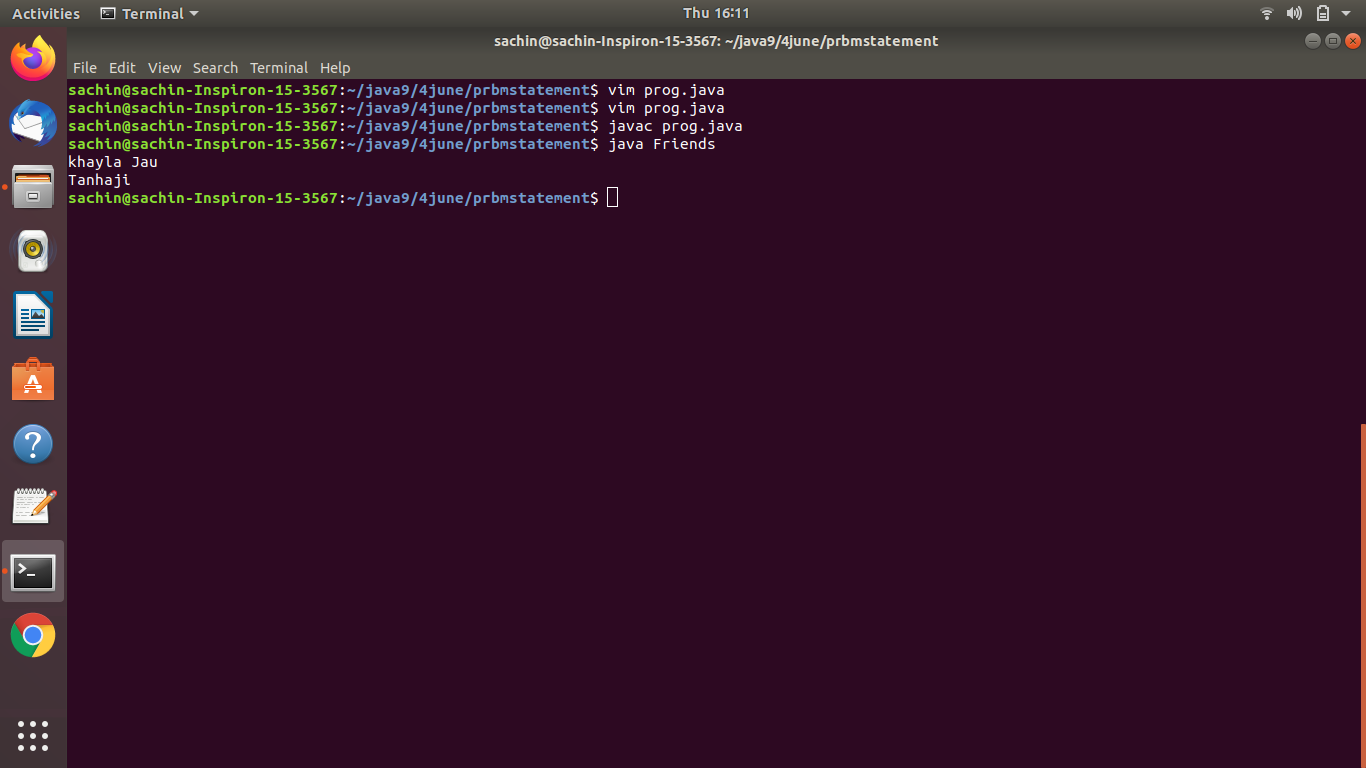 Activities Terminal Thu 16:11
sachin@sachin-Inspiron-15-3567: ~/java9/4june/prbmstatement
File Edit View Search Terminal Help
sachin@sachin-Inspiron-15-3567:~/java9/4june/prbmstatement$ vim prog.java
sachin@sachin-Inspiron-15-3567:~/java9/4june/prbmstatement$ vim prog.java
sachin@sachin-Inspiron-15-3567:~/java9/4june/prbmstatement$ javac prog.java
sachin@sachin-Inspiron-15-3567:~/java9/4june/prbmstatement$ java Friends
khayla Jau
Tanhaji
sachin@sachin-Inspiron-15-3567:~/java9/4june/prbmstatement$